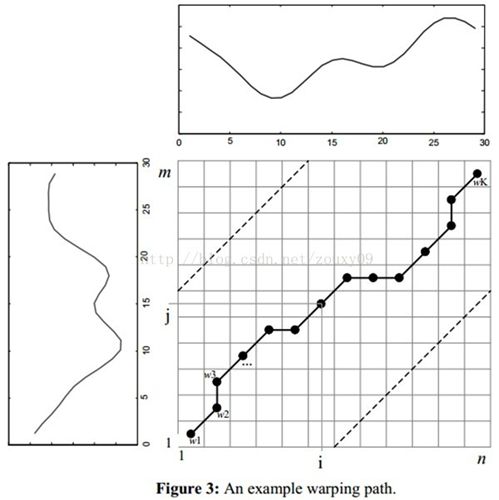 0 5 10 15 20 25 30
m
30
25
20
15
10
5
0
wK
http://blog.csdn.net/zouxy09
j
w3
...
w2
w1
1
1 i n
Figure 3: An example warping path.